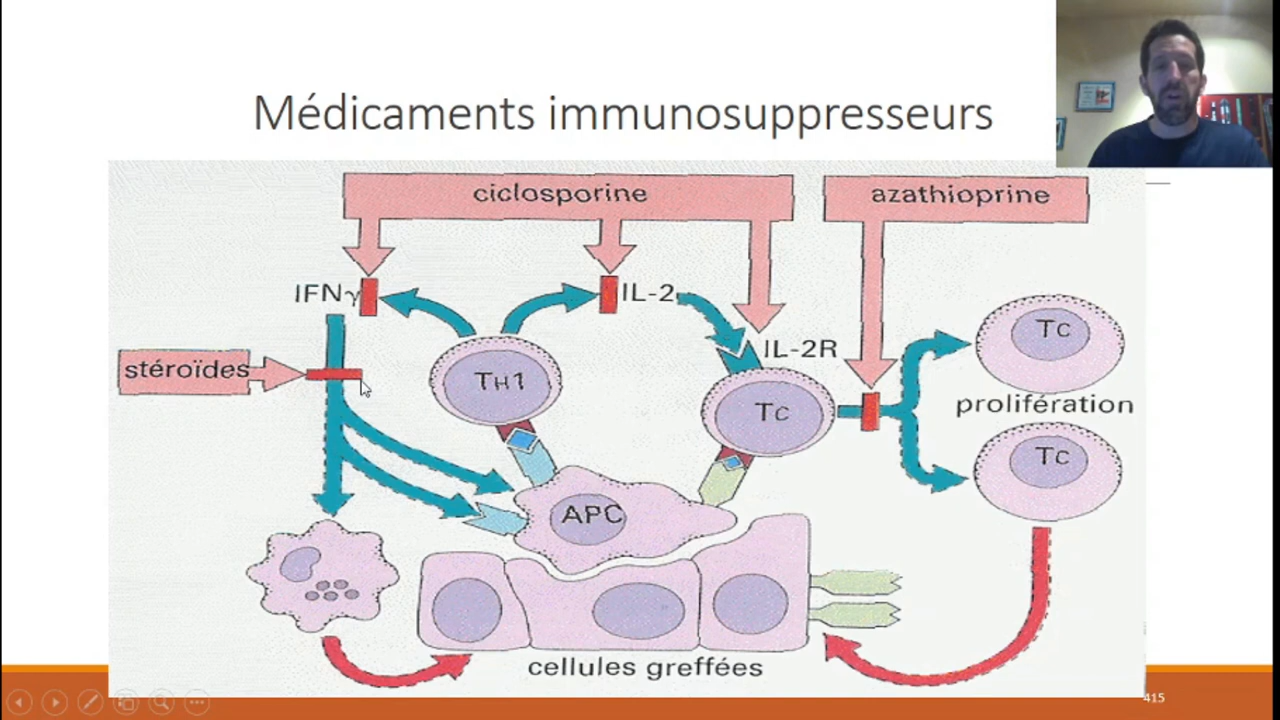 Médicaments immunosuppresseurs
ciclosporine
azathioprine
IFNγ
IL-2
IL-2R
stéroïdes
TH1
Tc
Tc
prolifération
Tc
APC
cellules greffées
415